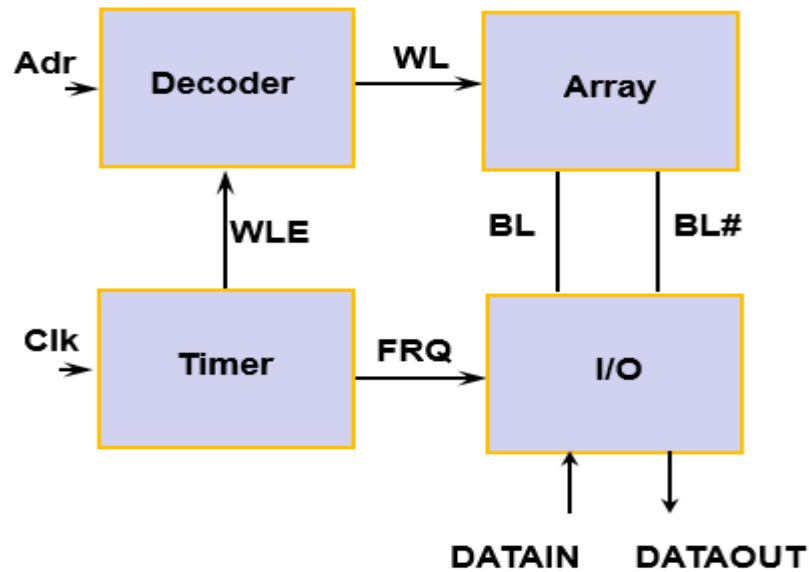 Adr
Decoder
WL
Array
WLE
BL
BL#
Clk
Timer
FRQ
I/O
DATAIN
DATAOUT